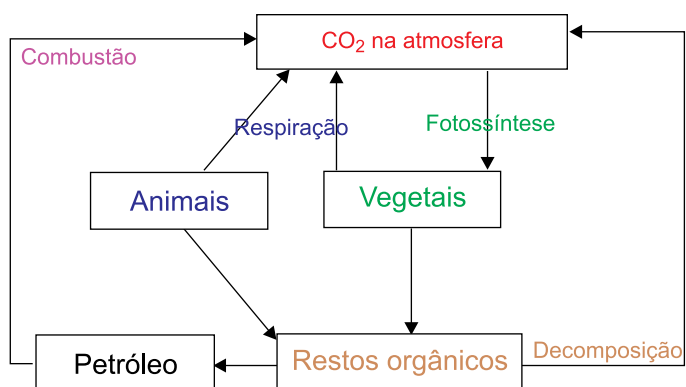 CO₂ na atmosfera
Combustão
Respiração
Fotossíntese
Animais
Vegetais
Petróleo
Restos orgânicos
Decomposição